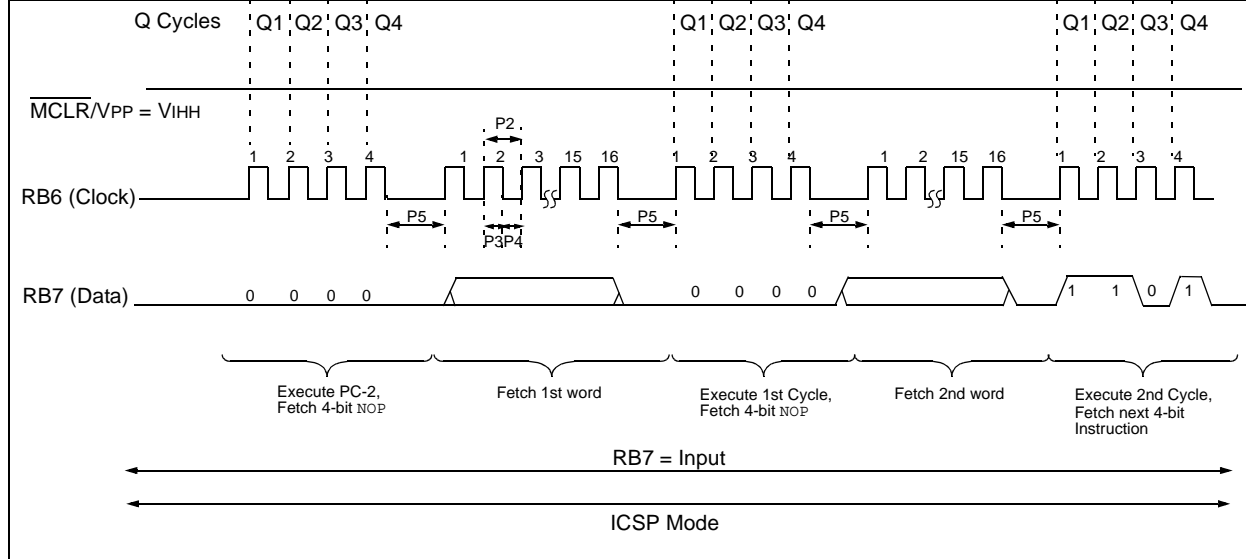 Q Cycles Q1 Q2 Q3 Q4 Q1 Q2 Q3 Q4 Q1 Q2 Q3 Q4
MCLR/VPP = VIHH
P2
1 2 3 4 1 2 3 15 16 1 2 3 4 1 2 15 16 1 2 3 4
RB6 (Clock)
P5 P5 P5 P5
P3 P4
RB7 (Data) 0 0 0 0 0 0 0 0 1 1 0 1
Execute PC-2,
Fetch 4-bit NOP
Fetch 1st word
Execute 1st Cycle,
Fetch 4-bit NOP
Fetch 2nd word
Execute 2nd Cycle,
Fetch next 4-bit
Instruction
RB7 = Input
ICSP Mode